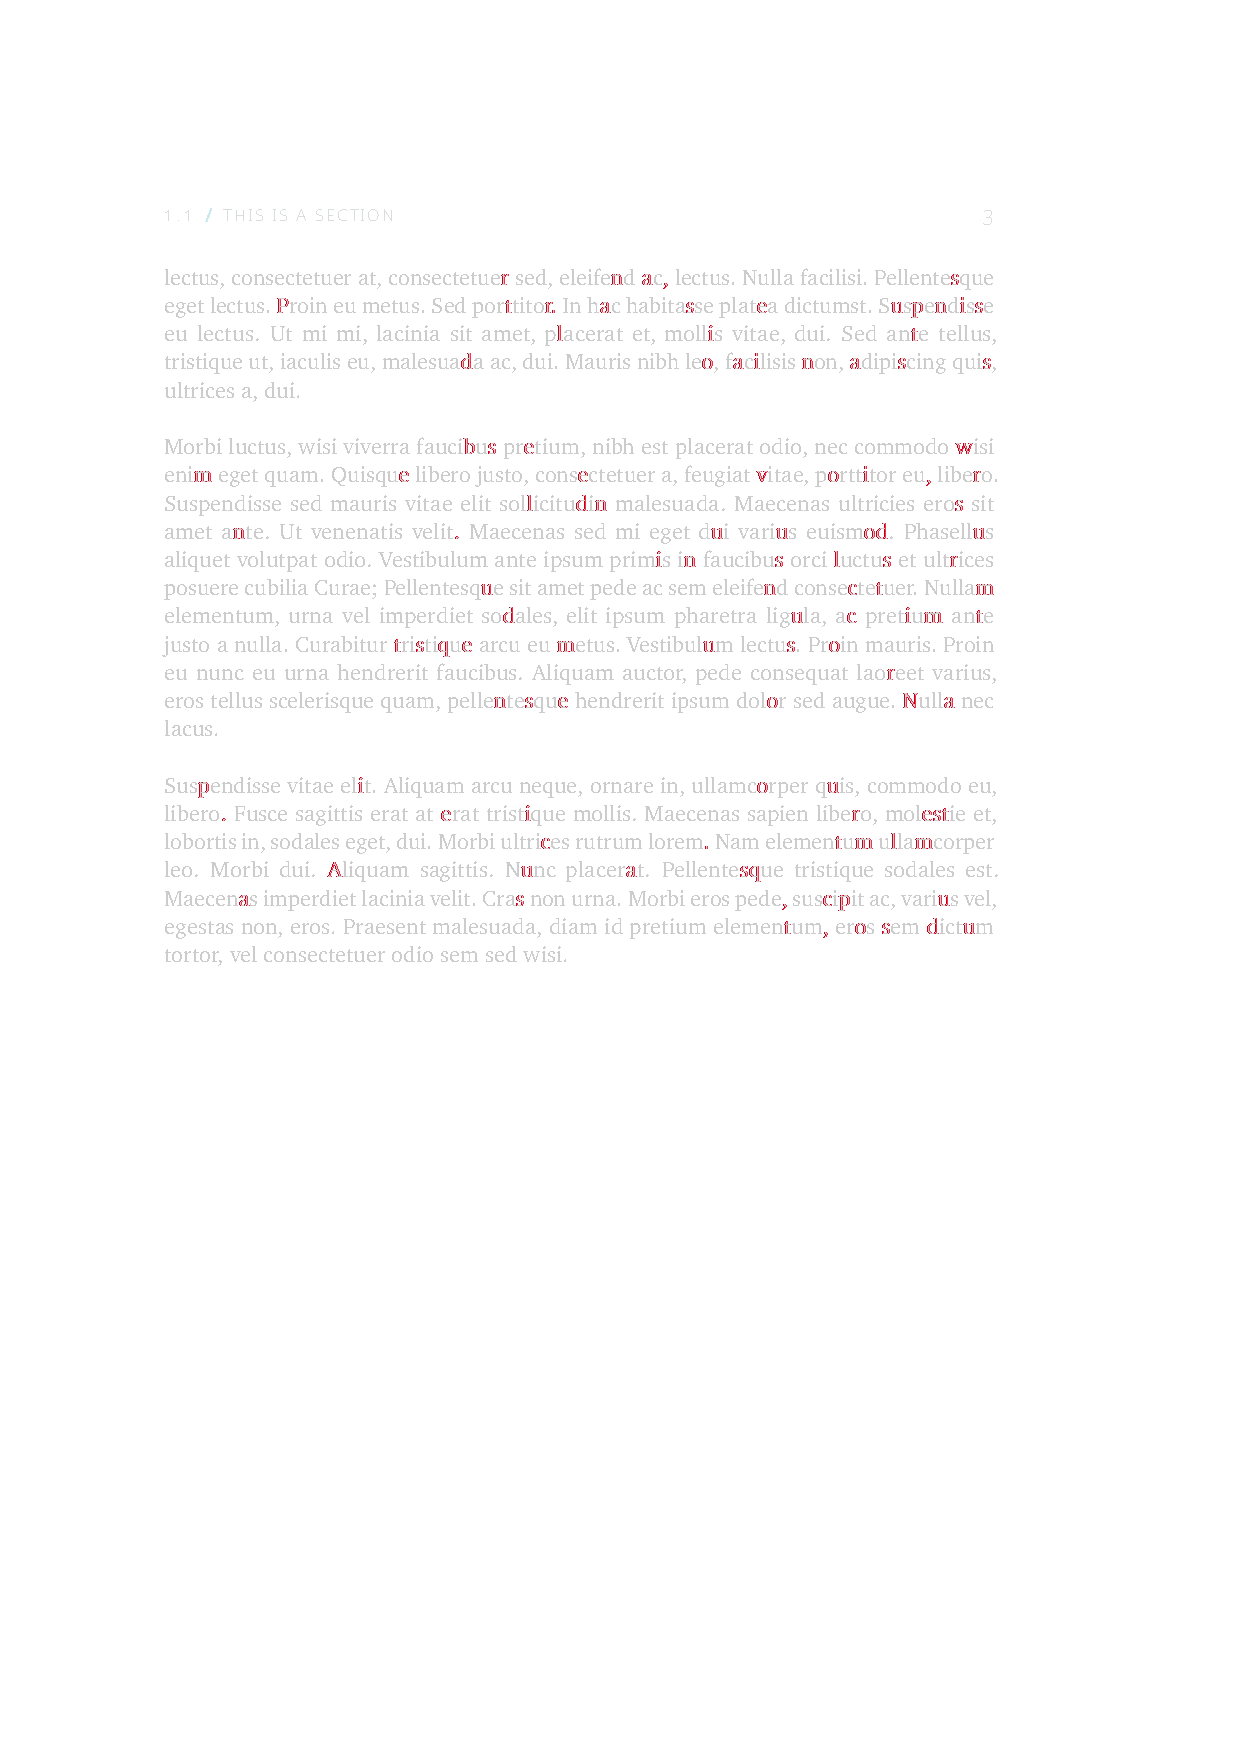 1.1 / THIS IS A SECTION 3
lectus, consectetuer at, consectetuer sed, eleifend ac, lectus. Nulla facilisi. Pellentesque
eget lectus. Proin eu metus. Sed porttitor. In hac habitasse platea dictumst. Suspendisse
eu lectus. Ut mi mi, lacinia sit amet, placerat et, mollis vitae, dui. Sed ante tellus,
tristique ut, iaculis eu, malesuada ac, dui. Mauris nibh leo, facilisis non, adipiscing quis,
ultrices a, dui.
Morbi luctus, wisi viverra faucibus pretium, nibh est placerat odio, nec commodo wisi
enim eget quam. Quisque libero justo, consectetuer a, feugiat vitae, porttitor eu, libero.
Suspendisse sed mauris vitae elit sollicitudin malesuada. Maecenas ultricies eros sit
amet ante. Ut venenatis velit. Maecenas sed mi eget dui varius euismod. Phasellus
aliquet volutpat odio. Vestibulum ante ipsum primis in faucibus orci luctus et ultrices
posuere cubilia Curae; Pellentesque sit amet pede ac sem eleifend consectetuer. Nullam
elementum, urna vel imperdiet sodales, elit ipsum pharetra ligula, ac pretium ante
justo a nulla. Curabitur tristique arcu eu metus. Vestibulum lectus. Proin mauris. Proin
eu nunc eu urna hendrerit faucibus. Aliquam auctor, pede consequat laoreet varius,
eros tellus scelerisque quam, pellentesque hendrerit ipsum dolor sed augue. Nulla nec
lacus.
Suspendisse vitae elit. Aliquam arcu neque, ornare in, ullamcorper quis, commodo eu,
libero. Fusce sagittis erat at erat tristique mollis. Maecenas sapien libero, molestie et,
lobortis in, sodales eget, dui. Morbi ultrices rutrum lorem. Nam elementum ullamcorper
leo. Morbi dui. Aliquam sagittis. Nunc placerat. Pellentesque tristique sodales est.
Maecenas imperdiet lacinia velit. Cras non urna. Morbi eros pede, suscipit ac, varius vel,
egestas non, eros. Praesent malesuada, diam id pretium elementum, eros sem dictum
tortor, vel consectetuer odio sem sed wisi.